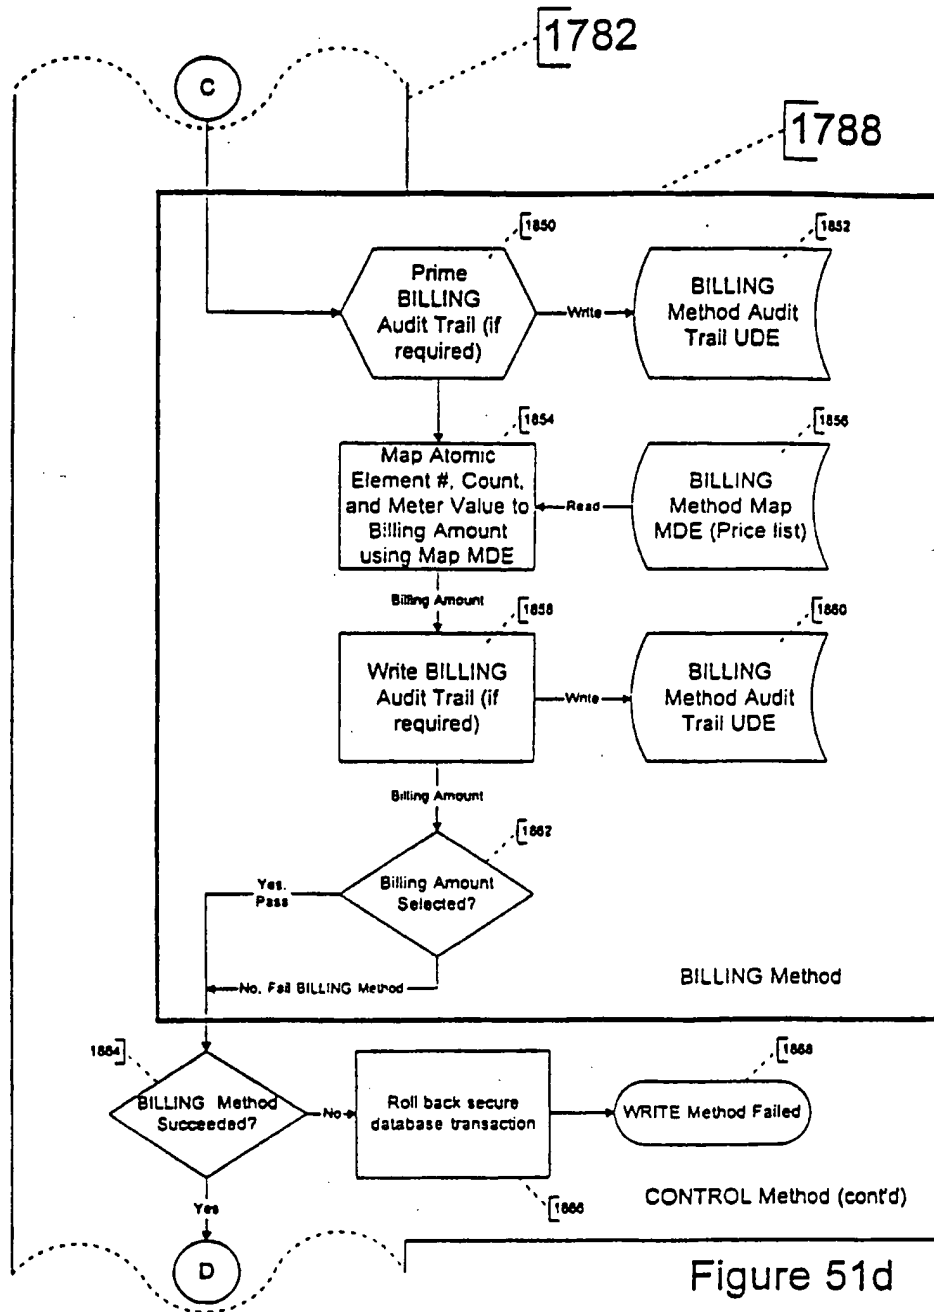 1782
C
1788
1850
Prime
BILLING
Audit Trail (if
required)
Write
1852
BILLING
Method Audit
Trail UDE
1854
Map Atomic
Element #, Count,
and Meter Value to
Billing Amount
using Map MDE
Read
1856
BILLING
Method Map
MDE (Price list)
Billing Amount
1858
Write BILLING
Audit Trail (if
required)
Write
1860
BILLING
Method Audit
Trail UDE
Billing Amount
1862
Billing Amount
Selected?
Yes,
Pass
No, Fail BILLING Method
BILLING Method
1864
BILLING Method
Succeeded?
No
Roll back secure
database transaction
1866
1868
WRITE Method Failed
Yes
CONTROL Method (cont'd)
D
Figure 51d